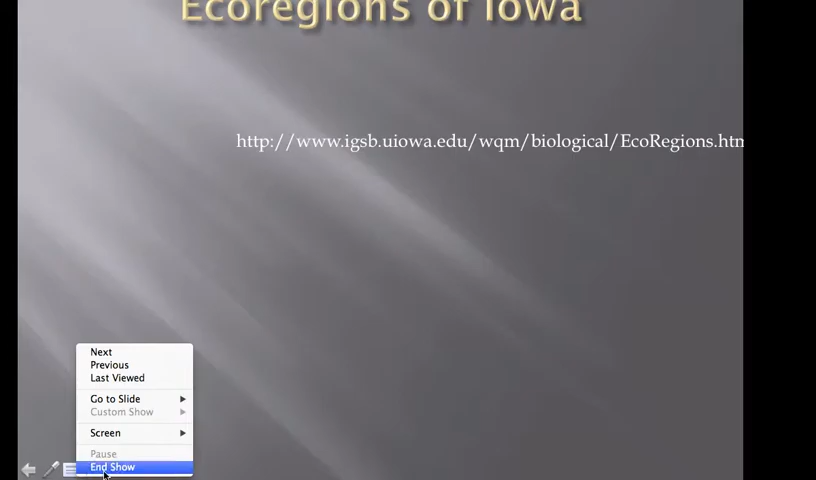 Ecoregions of Iowa
http://www.igsb.uiowa.edu/wqm/biological/EcoRegions.htm
Next
Previous
Last Viewed
Go to Slide
Custom Show
Screen
Pause
End Show